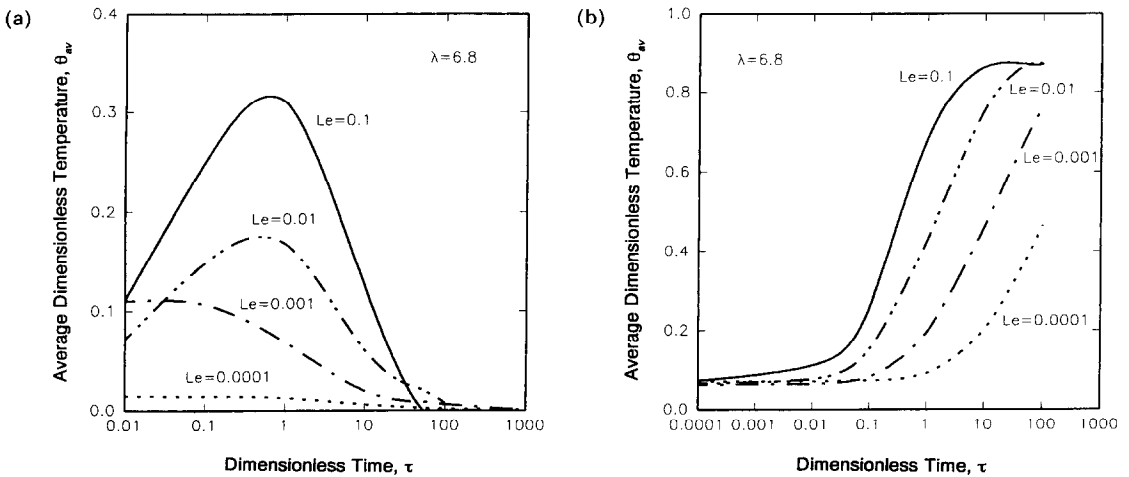 (a)
Average Dimensionless Temperature, θav
0.4
0.3
0.2
0.1
0.0
λ=6.8
Le=0.1
Le=0.01
Le=0.001
Le=0.0001
0.01 0.1 1 10 100 1000
Dimensionless Time, τ
(b)
Average Dimensionless Temperature, θav
1.0
0.8
0.6
0.4
0.2
0.0
λ=6.8
Le=0.1
Le=0.01
Le=0.001
Le=0.0001
0.0001 0.001 0.01 0.1 1 10 100 1000
Dimensionless Time, τ